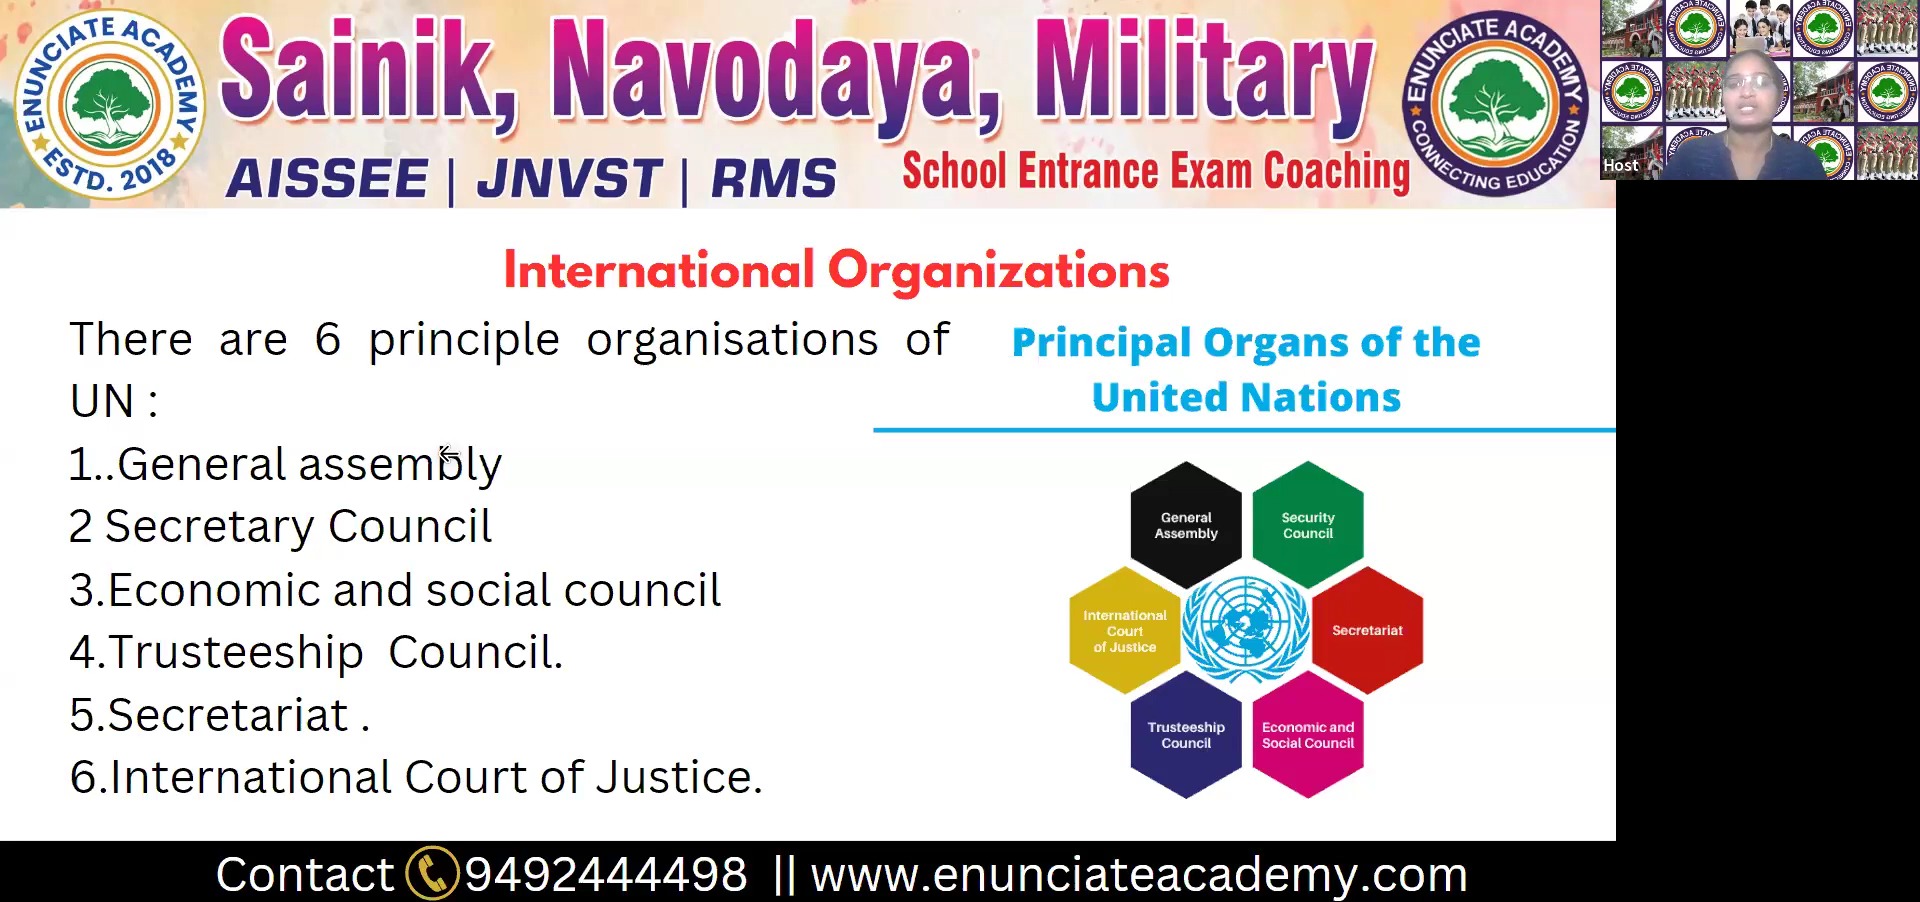 ENUNCIATE ACADEMY
ESTD. 2018
Sainik, Navodaya, Military
AISSEE | JNVST | RMS
School Entrance Exam Coaching
ENUNCIATE ACADEMY
CONNECTING EDUCATION
Host
International Organizations
There are 6 principle organisations of
UN :
1..General assembly
2 Secretary Council
3.Economic and social council
4.Trusteeship Council.
5.Secretariat .
6.International Court of Justice.
Principal Organs of the
United Nations
General
Assembly
Security
Council
International
Court
of Justice
Secretariat
Trusteeship
Council
Economic and
Social Council
Contact 9492444498 || www.enunciateacademy.com